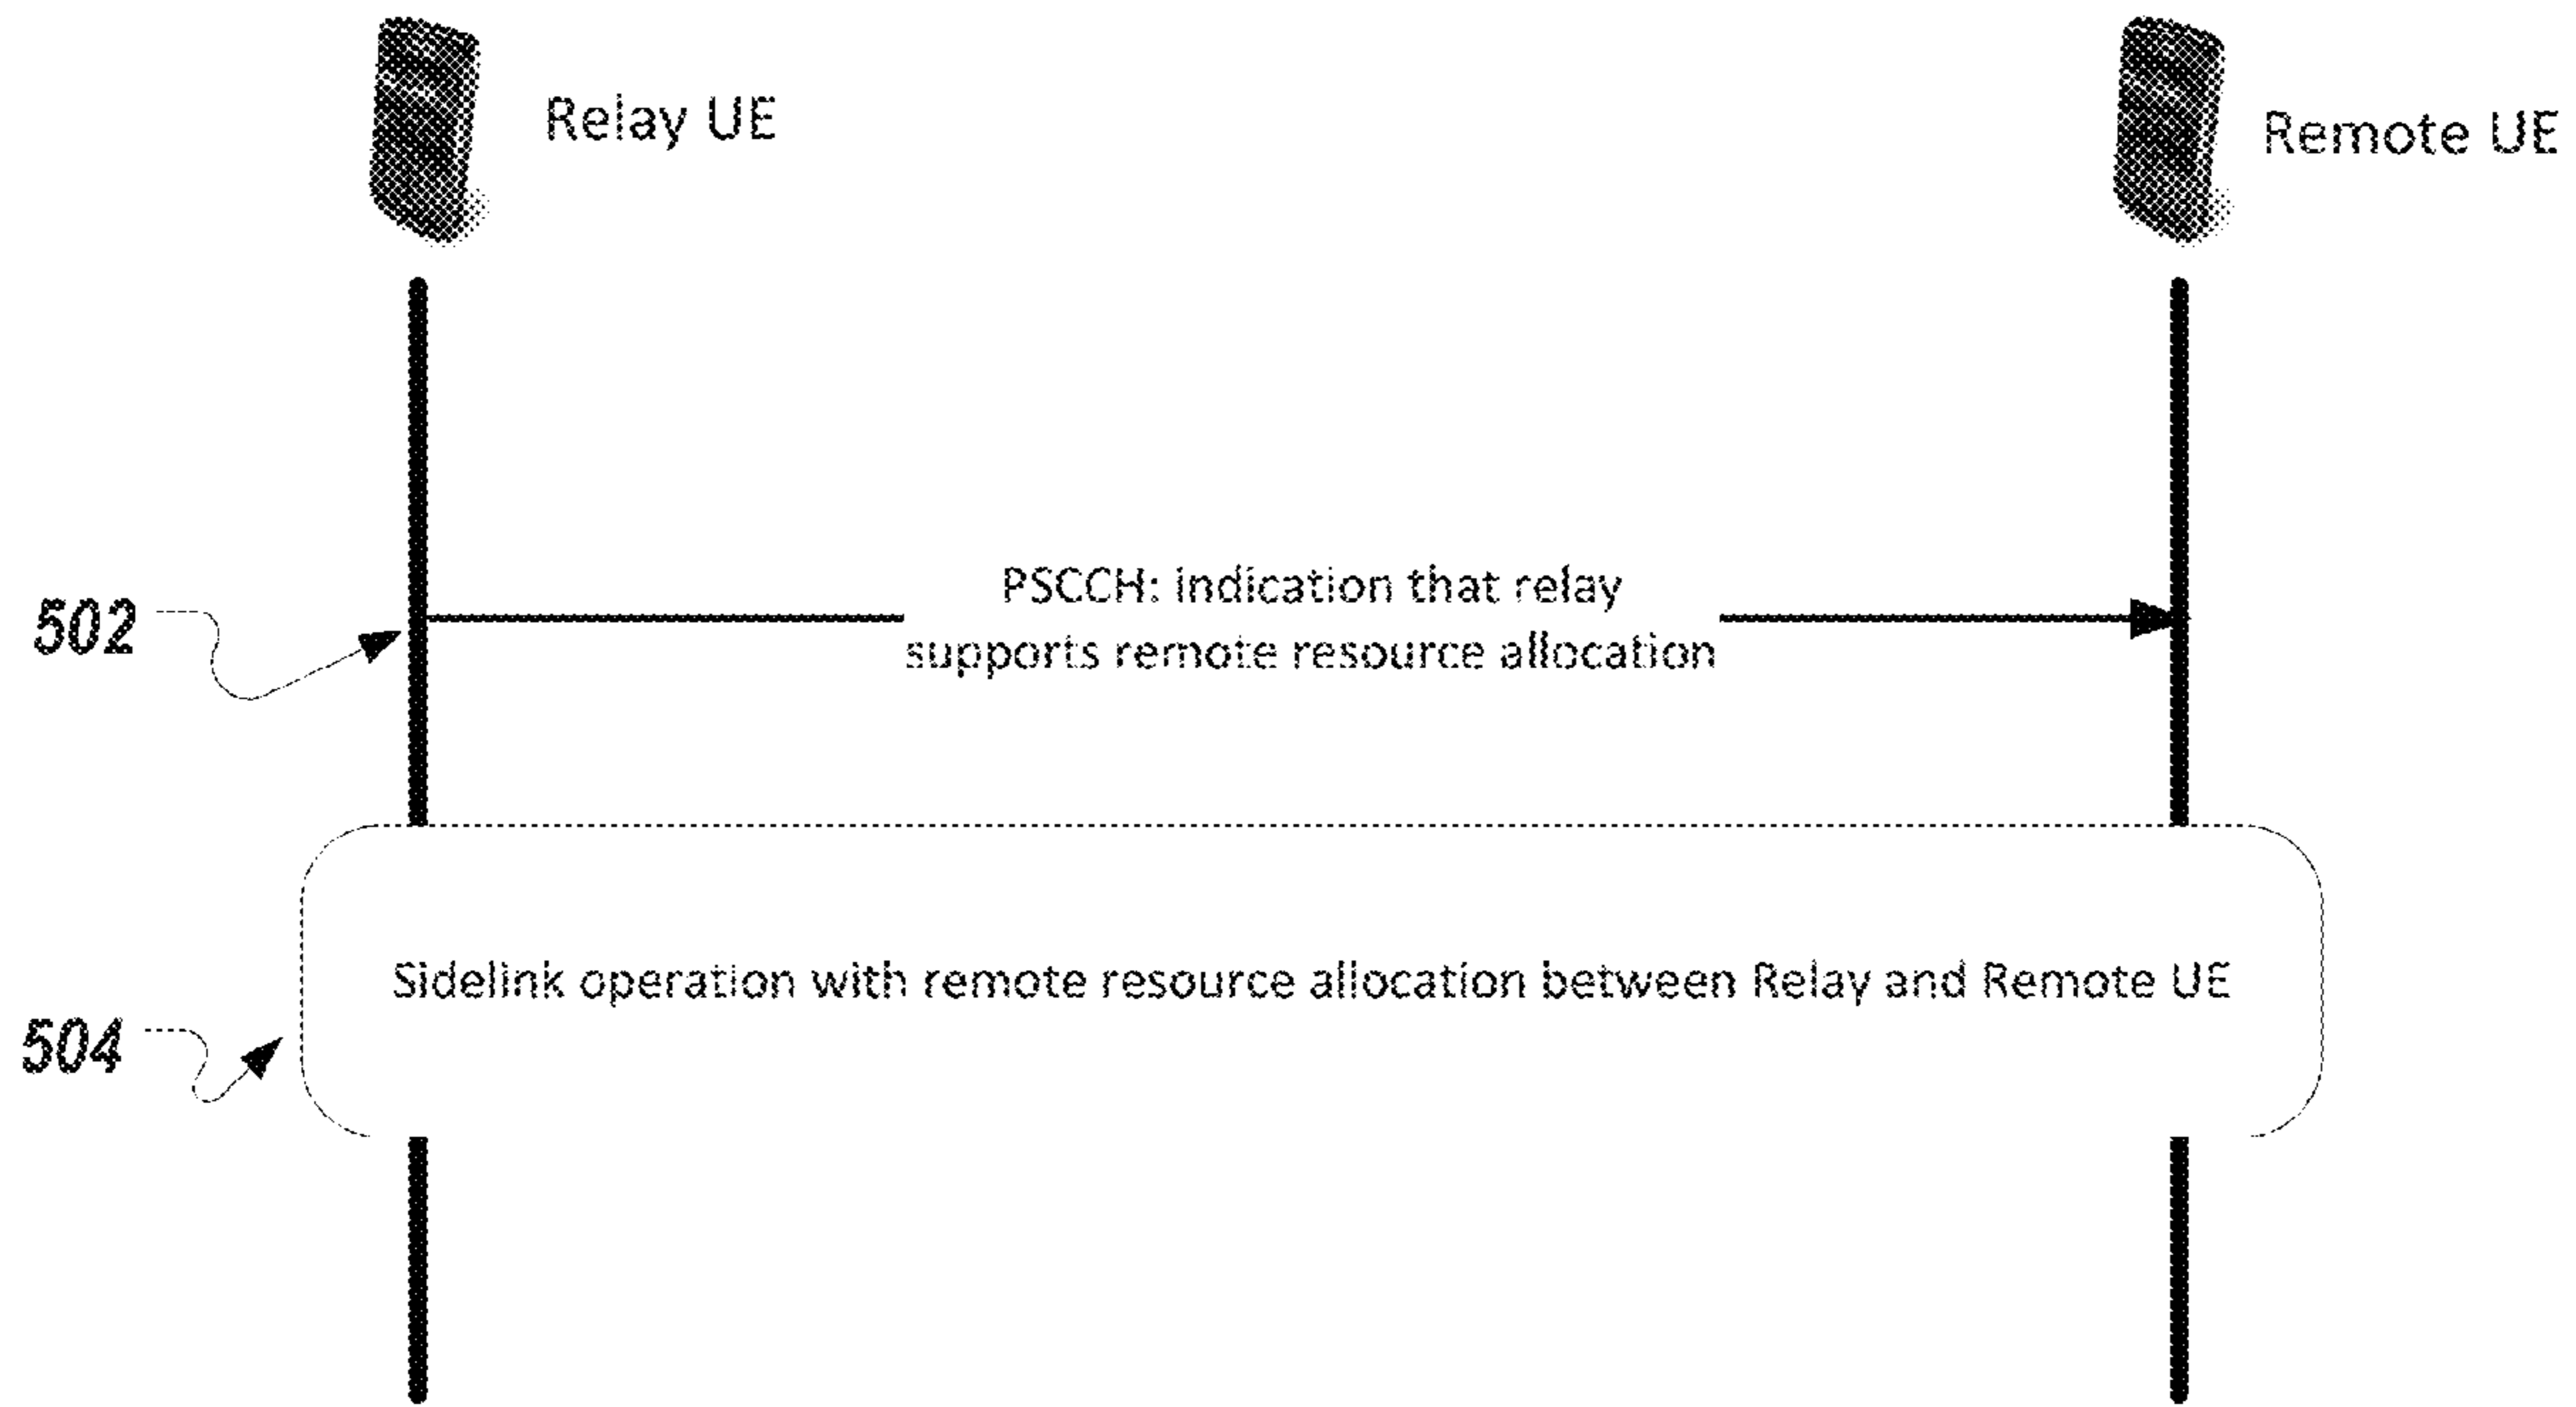 Relay UE
Remote UE
PSCCH: indication that relay
supports remote resource allocation
502
Sidelink operation with remote resource allocation between Relay and Remote UE
504